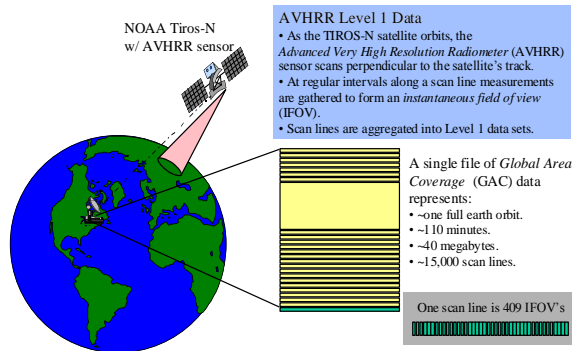 NOAA Tiros-N
w/ AVHRR sensor
AVHRR Level 1 Data
• As the TIROS-N satellite orbits, the
Advanced Very High Resolution Radiometer (AVHRR)
sensor scans perpendicular to the satellite's track.
• At regular intervals along a scan line measurements
are gathered to form an instantaneous field of view
(IFOV).
• Scan lines are aggregated into Level 1 data sets.
A single file of Global Area
Coverage (GAC) data
represents:
• ~one full earth orbit.
• ~110 minutes.
• ~40 megabytes.
• ~15,000 scan lines.
One scan line is 409 IFOV's